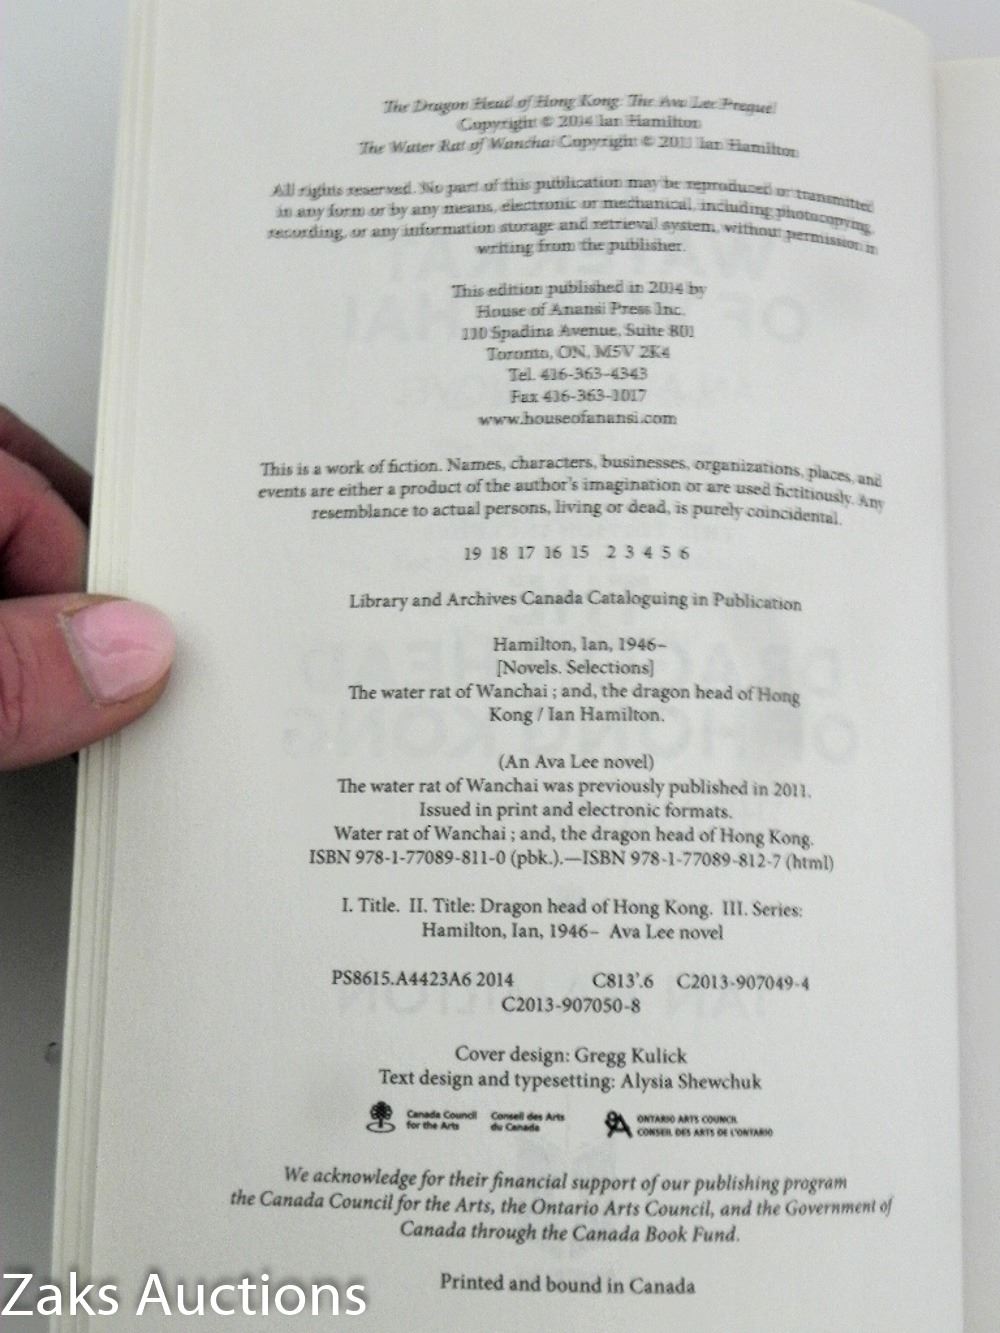 The Dragon Head of Hong Kong: The Ava Lee Prequel
Copyright © 2014 Ian Hamilton
The Water Rat of Wanchai Copyright © 2011 Ian Hamilton
All rights reserved. No part of this publication may be reproduced or transmitted
in any form or by any means, electronic or mechanical, including photocopying,
recording, or any information storage and retrieval system, without permission in
writing from the publisher.
This edition published in 2014 by
House of Anansi Press Inc.
110 Spadina Avenue, Suite 801
Toronto, ON, M5V 2K4
Tel. 416-363-4343
Fax 416-363-1017
www.houseofanansi.com
This is a work of fiction. Names, characters, businesses, organizations, places, and
events are either a product of the author's imagination or are used fictitiously. Any
resemblance to actual persons, living or dead, is purely coincidental.
19 18 17 16 15 2 3 4 5 6
Library and Archives Canada Cataloguing in Publication
Hamilton, Ian, 1946–
[Novels. Selections]
The water rat of Wanchai ; and, the dragon head of Hong
Kong / Ian Hamilton.
(An Ava Lee novel)
The water rat of Wanchai was previously published in 2011.
Issued in print and electronic formats.
Water rat of Wanchai ; and, the dragon head of Hong Kong.
ISBN 978-1-77089-811-0 (pbk.).—ISBN 978-1-77089-812-7 (html)
I. Title. II. Title: Dragon head of Hong Kong. III. Series:
Hamilton, Ian, 1946– Ava Lee novel
PS8615.A4423A6 2014 C813'.6 C2013-907049-4
C2013-907050-8
Cover design: Gregg Kulick
Text design and typesetting: Alysia Shewchuk
Canada Council Conseil des Arts ONTARIO ARTS COUNCIL
for the Arts du Canada CONSEIL DES ARTS DE L'ONTARIO
We acknowledge for their financial support of our publishing program
the Canada Council for the Arts, the Ontario Arts Council, and the Government of
Canada through the Canada Book Fund.
Printed and bound in Canada
Zaks Auctions